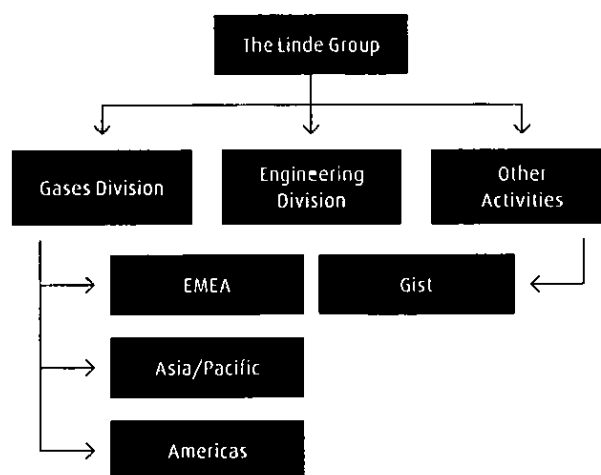 The Linde Group
Gases Division
Engineering
Division
Other
Activities
EMEA
Gist
Asia/Pacific
Americas